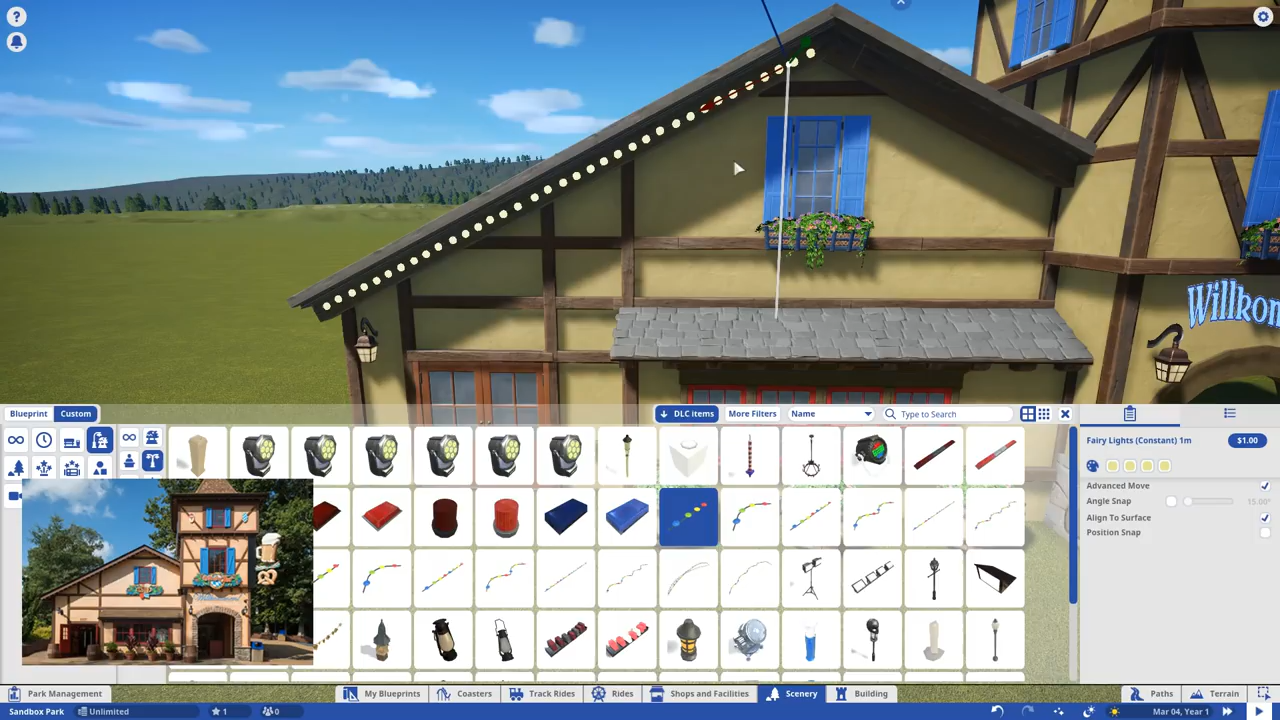 ?
Willkom
Blueprint
Custom
DLC items
More Filters
Name
Type to Search
Fairy Lights (Constant) 1m
$1.00
Advanced Move
Angle Snap
15.00°
Align To Surface
Position Snap
Park Management
My Blueprints
Coasters
Track Rides
Rides
Shops and Facilities
Scenery
Building
Paths
Terrain
Sandbox Park
Unlimited
1
0
Mar 04, Year 1